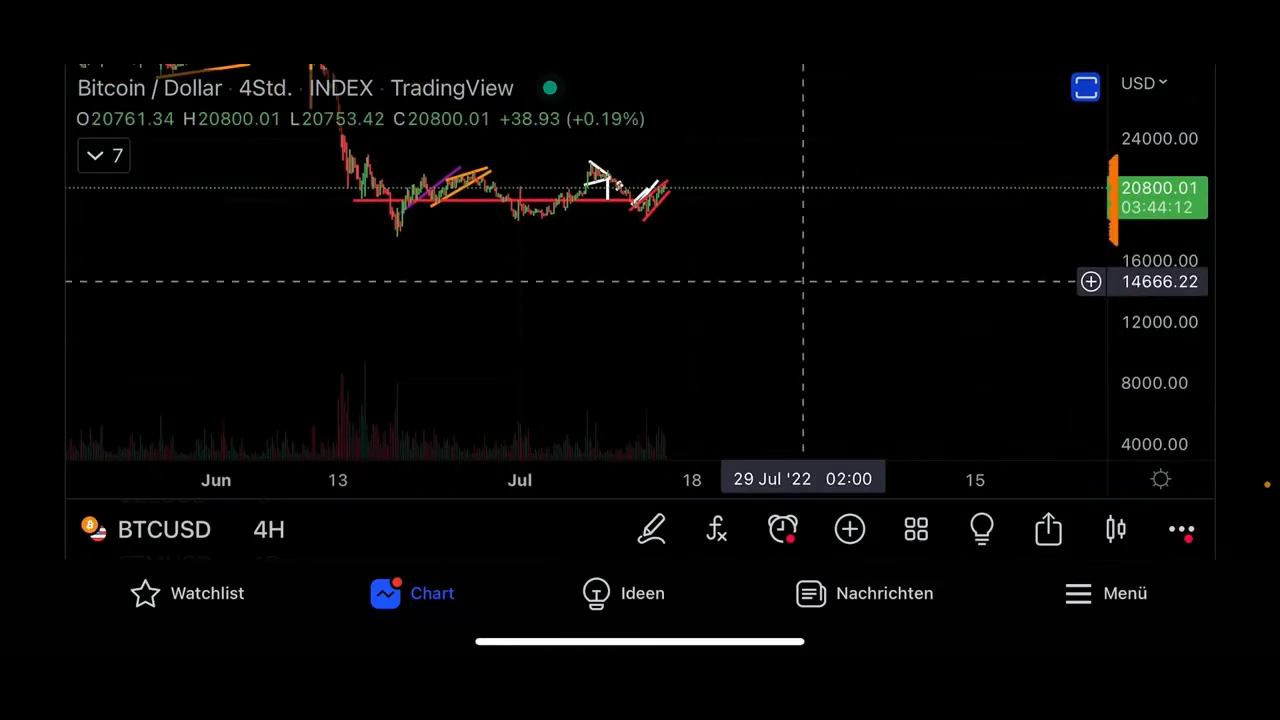 Bitcoin / Dollar · 4Std. · INDEX · TradingView
USD
O20761.34 H20800.01 L20753.42 C20800.01 +38.93 (+0.19%)
7
24000.00
20800.01
03:44:12
16000.00
14666.22
12000.00
8000.00
4000.00
Jun 13 Jul 18 29 Jul '22 02:00 15
BTCUSD 4H
Watchlist Chart Ideen Nachrichten Menü